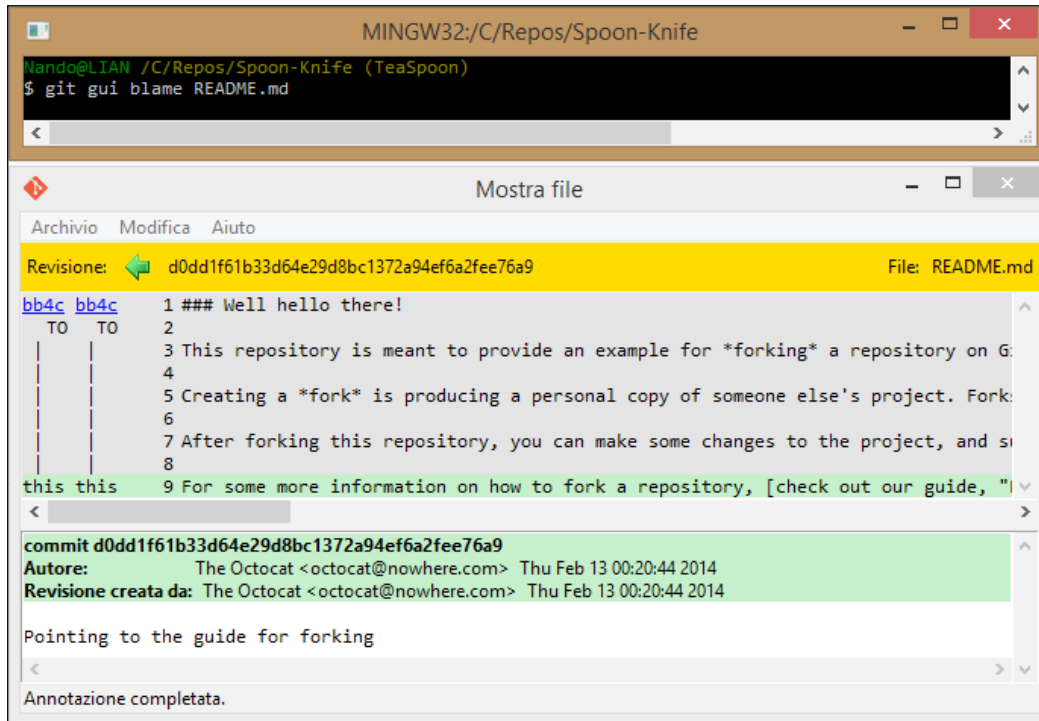 MINGW32:/C/Repos/Spoon-Knife
Nando@LIAN /C/Repos/Spoon-Knife (TeaSpoon)
$ git gui blame README.md
Mostra file
Archivio Modifica Aiuto
Revisione: d0dd1f61b33d64e29d8bc1372a94ef6a2fee76a9 File: README.md
bb4c bb4c 1 ### Well hello there!
TO TO 2
| | 3 This repository is meant to provide an example for *forking* a repository on
| | 4
| | 5 Creating a *fork* is producing a personal copy of someone else's project. Fork
| | 6
| | 7 After forking this repository, you can make some changes to the project, and
| | 8
this this 9 For some more information on how to fork a repository, [check out our guide, "
commit d0dd1f61b33d64e29d8bc1372a94ef6a2fee76a9
Autore: The Octocat <octocat@nowhere.com> Thu Feb 13 00:20:44 2014
Revisione creata da: The Octocat <octocat@nowhere.com> Thu Feb 13 00:20:44 2014
Pointing to the guide for forking
Annotazione completata.